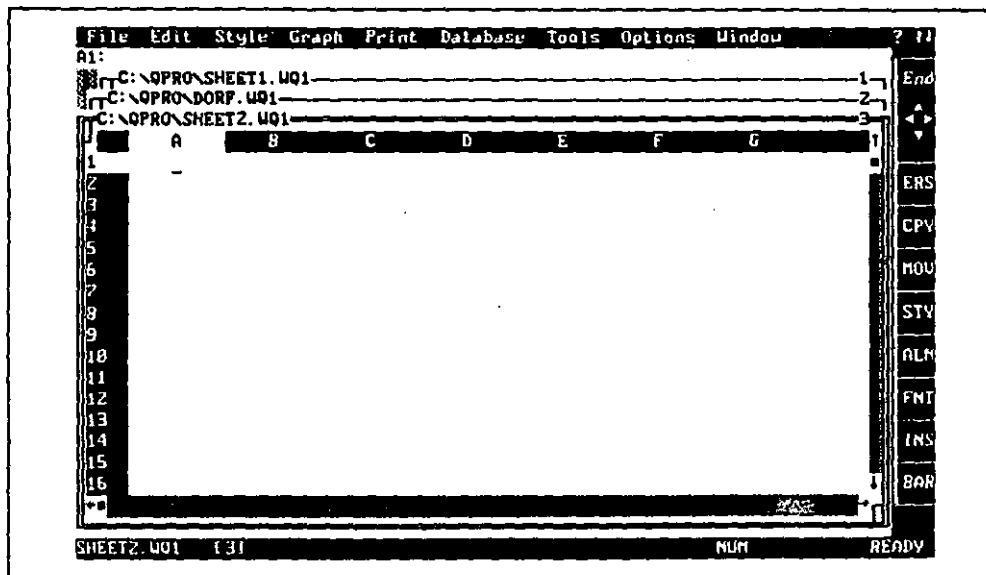 File Edit Style Graph Print Database Tools Options Window ?
A1:
C:\QPRO\SHEET1.WQ1 1
C:\QPRO\DORF.WQ1 2
C:\QPRO\SHEET2.WQ1 3
End
A B C D E F G
1
2
3
4
5
6
7
8
9
10
11
12
13
14
15
16
ERS
CPY
MOU
STY
ALN
FNT
INS
BAR
SHEET2.WQ1 [3] NUM READY